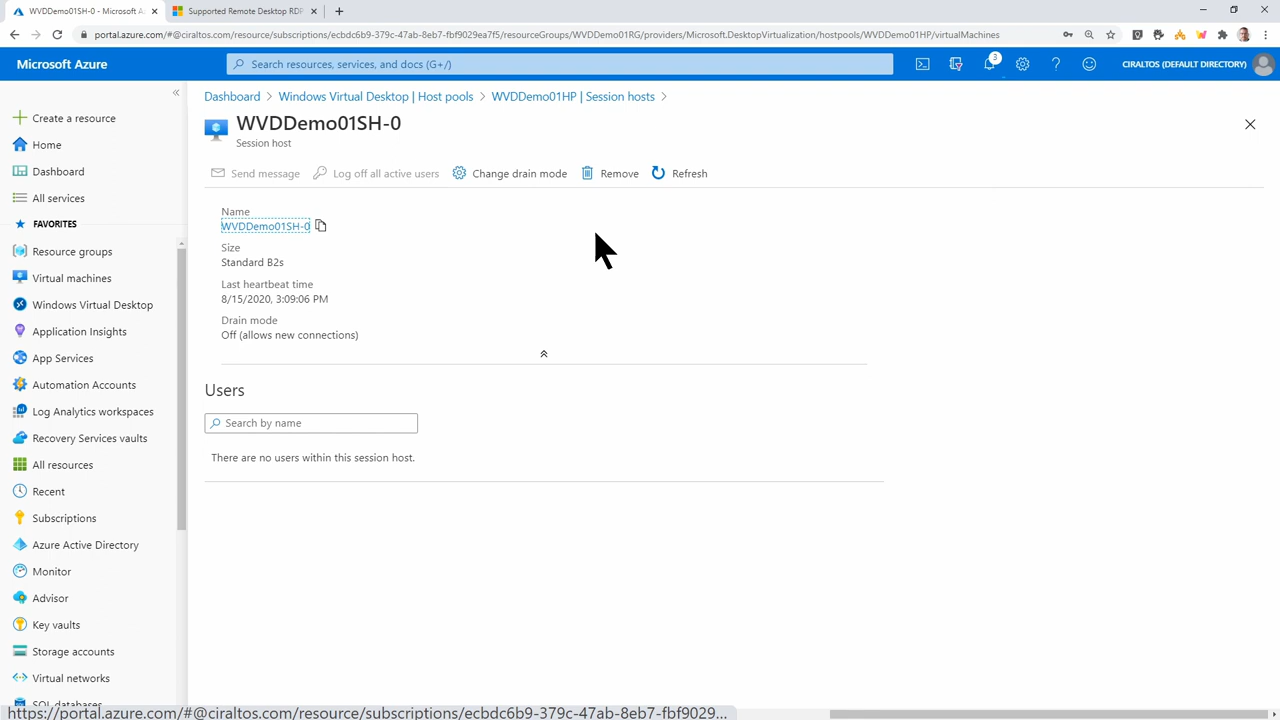 WVDDemo01SH-0 - Microsoft A
Supported Remote Desktop RDP
portal.azure.com/#@ciraltos.com/resource/subscriptions/ecbdc6b9-379c-47ab-8eb7-fbf9029ea7f5/resourceGroups/WVDDemo01RG/providers/Microsoft.DesktopVirtualization/hostpools/WVDDemo01HP/virtualMachines
Microsoft Azure
Search resources, services, and docs (G+/)
3
CIRALTOS (DEFAULT DIRECTORY)
Dashboard > Windows Virtual Desktop | Host pools > WVDDemo01HP | Session hosts >
WVDDemo01SH-0
Session host
Send message
Log off all active users
Change drain mode
Remove
Refresh
Create a resource
Home
Dashboard
All services
FAVORITES
Resource groups
Virtual machines
Windows Virtual Desktop
Application Insights
App Services
Automation Accounts
Log Analytics workspaces
Recovery Services vaults
All resources
Recent
Subscriptions
Azure Active Directory
Monitor
Advisor
Key vaults
Storage accounts
Virtual networks
SQL databases
Name
WVDDemo01SH-0
Size
Standard B2s
Last heartbeat time
8/15/2020, 3:09:06 PM
Drain mode
Off (allows new connections)
Users
Search by name
There are no users within this session host.
https://portal.azure.com/#@ciraltos.com/resource/subscriptions/ecbdc6b9-379c-47ab-8eb7-fbf9029...